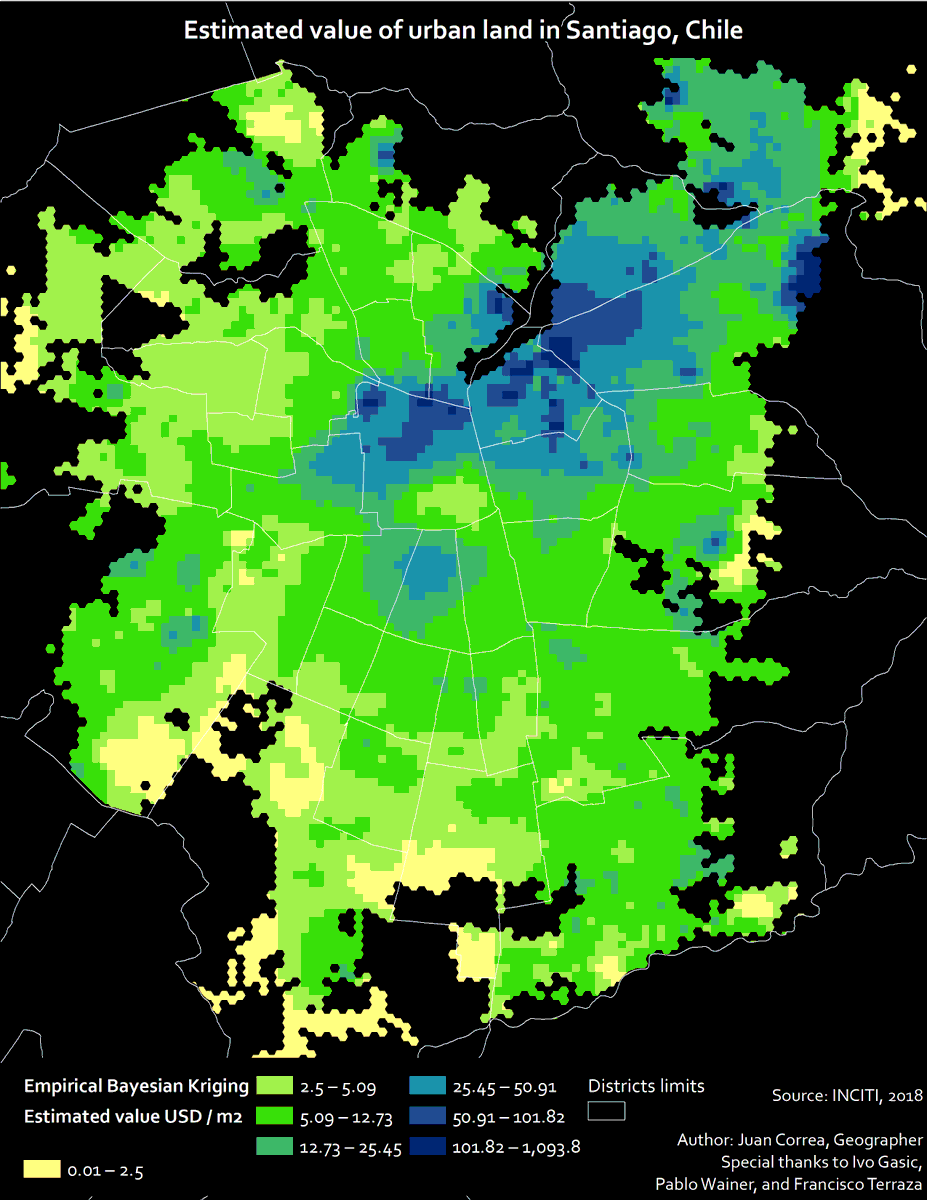 Estimated value of urban land in Santiago, Chile
Empirical Bayesian Kriging
Estimated value USD / m2
0.01 – 2.5
2.5 – 5.09
5.09 – 12.73
12.73 – 25.45
25.45 – 50.91
50.91 – 101.82
101.82 – 1,093.8
Districts limits
Source: INCITI, 2018
Author: Juan Correa, Geographer
Special thanks to Ivo Gasic,
Pablo Wainer, and Francisco Terraza